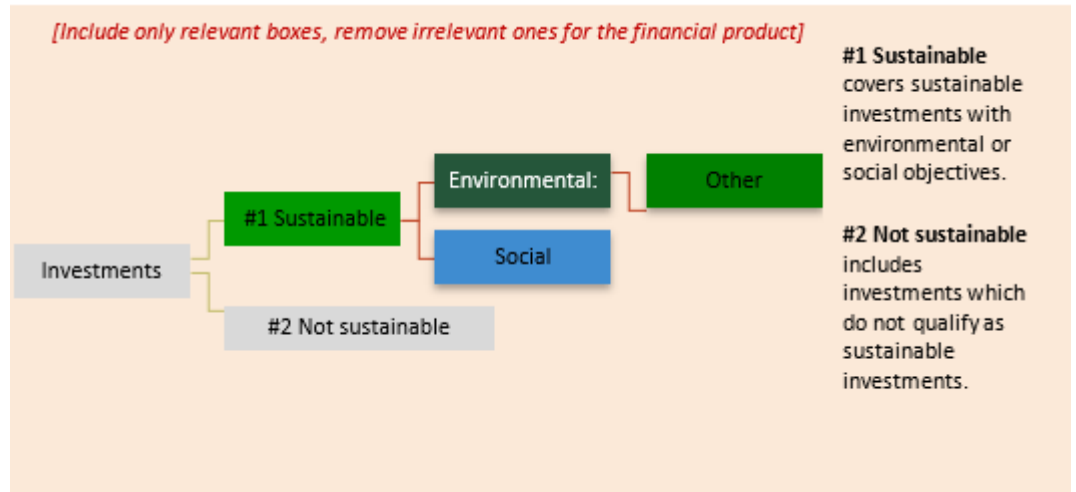 [Include only relevant boxes, remove irrelevant ones for the financial product]
Investments
#1 Sustainable
#2 Not sustainable
Environmental:
Social
Other
#1 Sustainable
covers sustainable
investments with
environmental or
social objectives.
#2 Not sustainable
includes
investments which
do not qualify as
sustainable
investments.